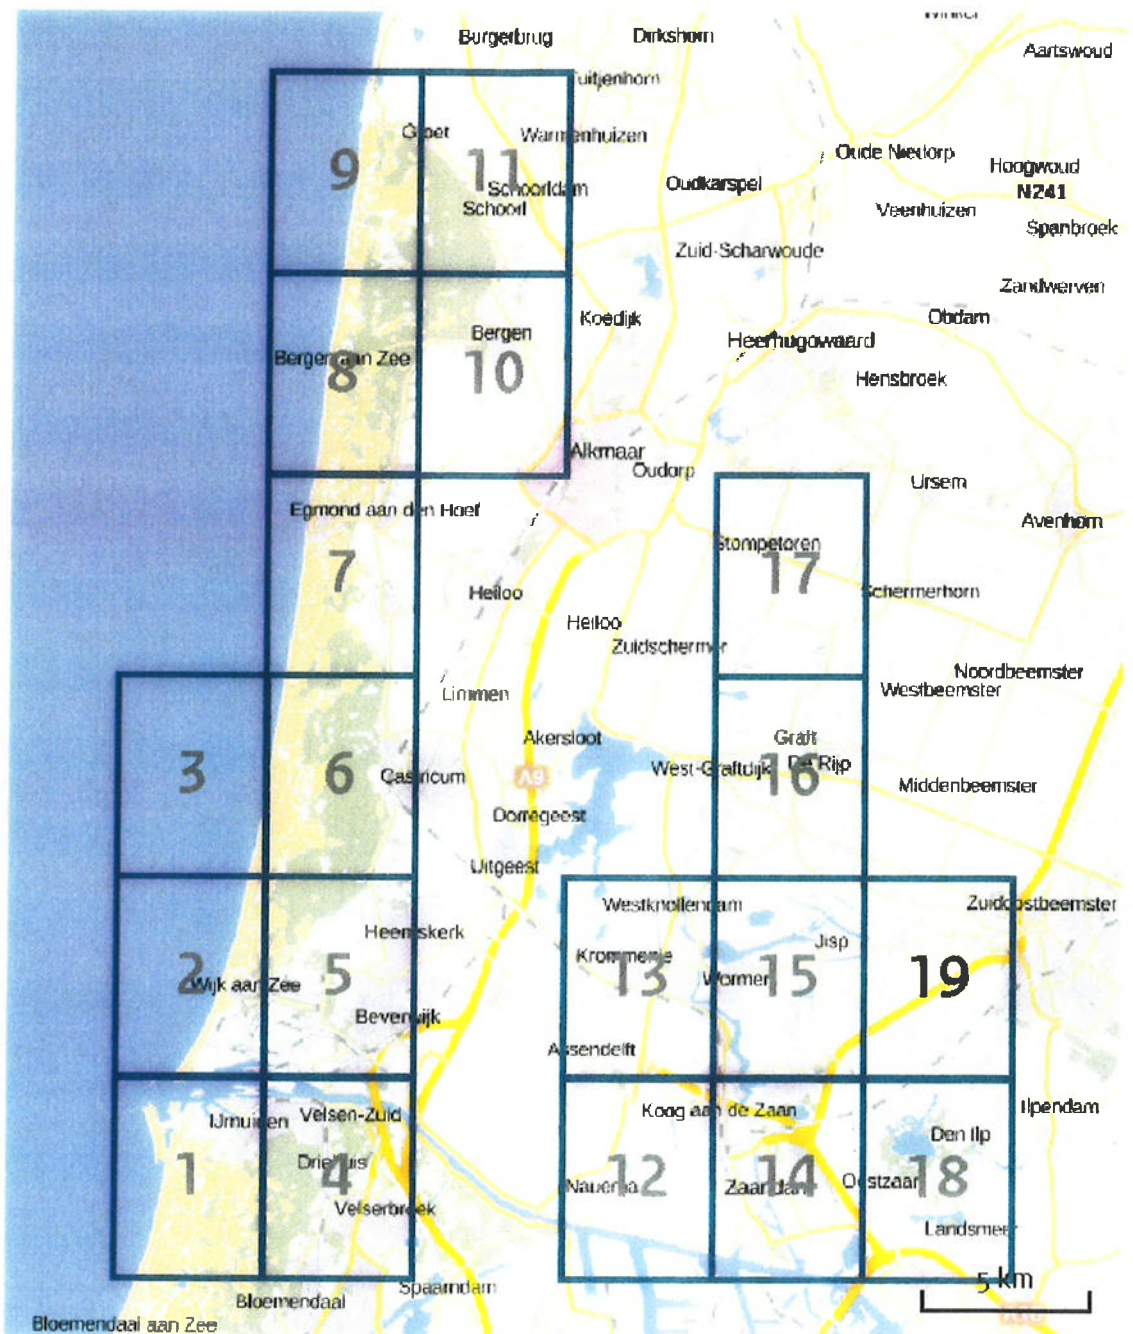 Burgerbrug
Dirkshorn
Aartswoud
Tuitjenhorn
Groet
Warmenhuizen
Oude Niedorp
Hoogwoud
9
11
Schoorldam
Oudkarspel
N241
Schoorl
Veenhuizen
Spanbroek
Zuid-Scharwoude
Zandwerven
Koedijk
Obdam
Bergen
Heerhugowaard
Bergen aan Zee
8
10
Hensbroek
Alkmaar
Oudorp
Ursem
Egmond aan den Hoef
Avenhorn
Stompetoren
7
17
Heiloo
Schermerhorn
Heiloo
Zuidschermer
Noordbeemster
Limmen
Westbeemster
Akersloot
Graft
3
6
Castricum
A9
West-Graftdijk
De Rijp
16
Middenbeemster
Dorregeest
Uitgeest
Westknollendam
Zuidoostbeemster
Heemskerk
Jisp
Krommenie
2
Wijk aan Zee
5
13
Wormer
15
19
Beverwijk
Assendelft
IJmuiden
Velsen-Zuid
Koog aan de Zaan
Ilpendam
Den Ilp
Driehuis
1
4
Nauerna
12
Zaandam
14
Oostzaan
18
Velserbroek
Landsmeer
Spaarndam
5 km
Bloemendaal
Bloemendaal aan Zee